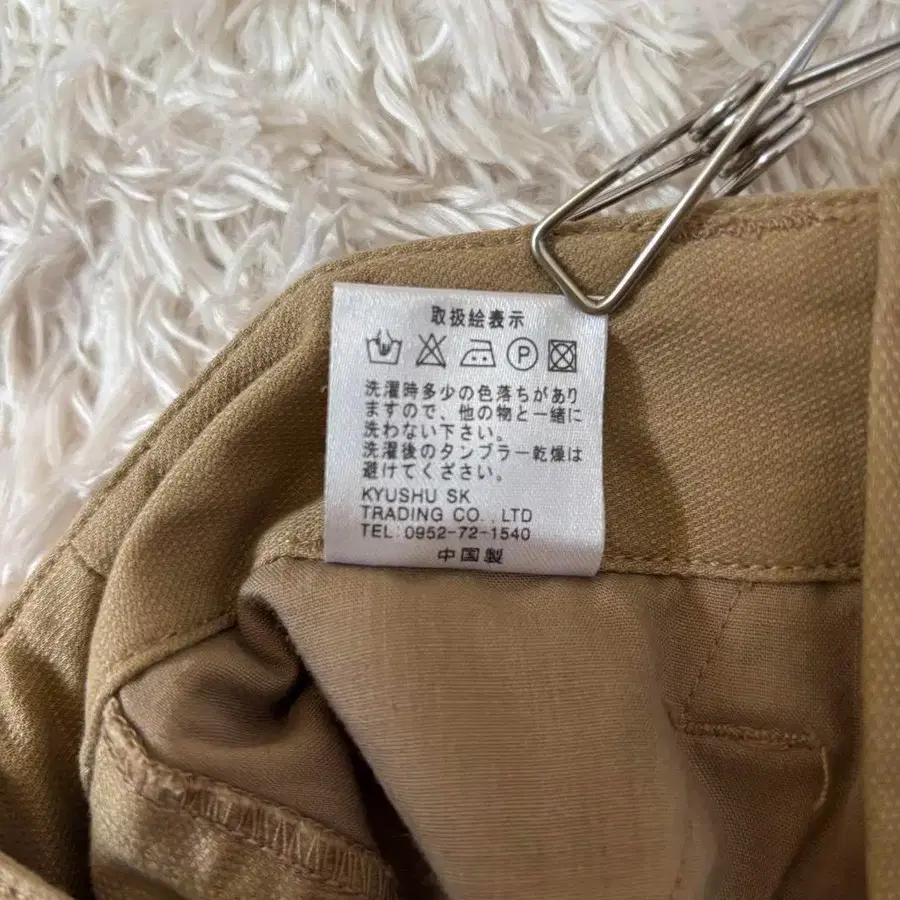 取扱絵表示
P
洗濯時多少の色落ちがあり
ますので、他の物と一緒に
洗わない下さい。
洗濯後のタンブラー乾燥は
避けてください。
KYUSHU SK
TRADING CO.,LTD
TEL:0952-72-1540
中国製